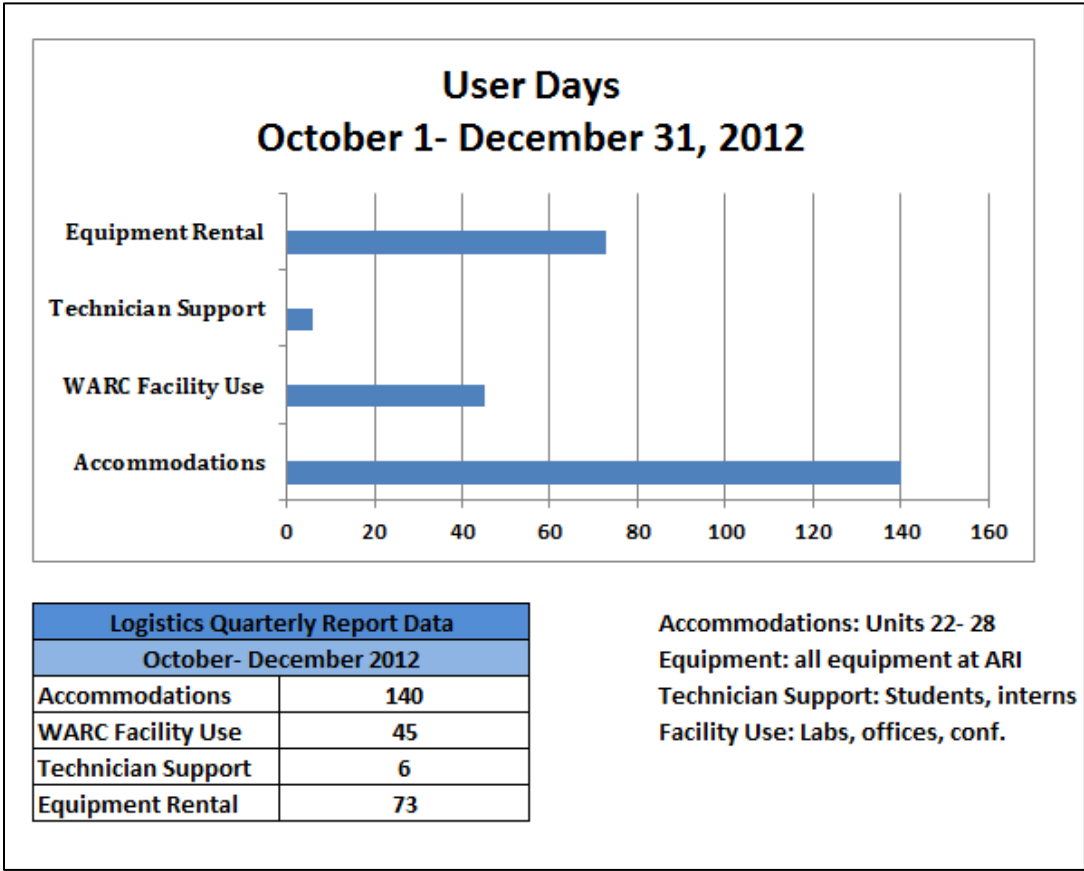 User Days
October 1- December 31, 2012
Equipment Rental
Technician Support
WARC Facility Use
Accommodations
0 20 40 60 80 100 120 140 160
Logistics Quarterly Report Data
October- December 2012
Accommodations 140
WARC Facility Use 45
Technician Support 6
Equipment Rental 73
Accommodations: Units 22- 28
Equipment: all equipment at ARI
Technician Support: Students, interns
Facility Use: Labs, offices, conf.